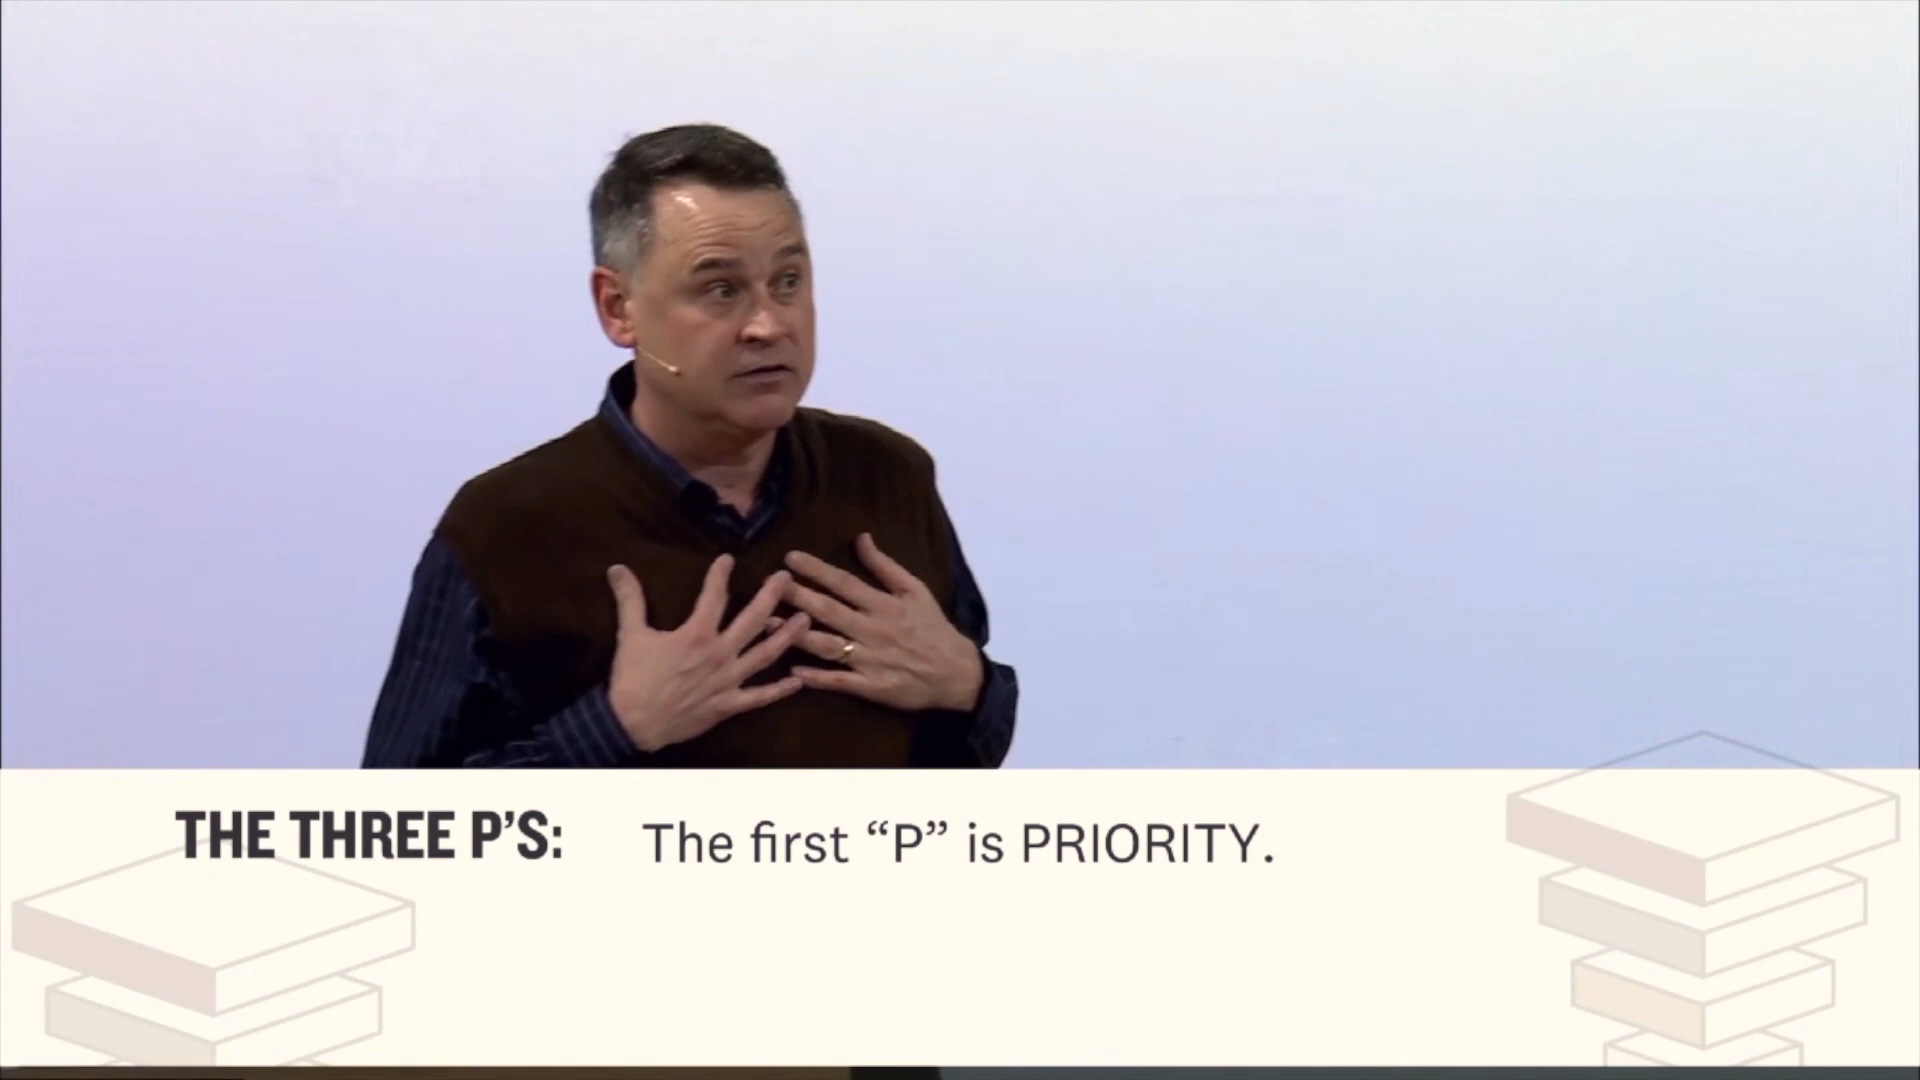 THE THREE P’S: The first “P” is PRIORITY.